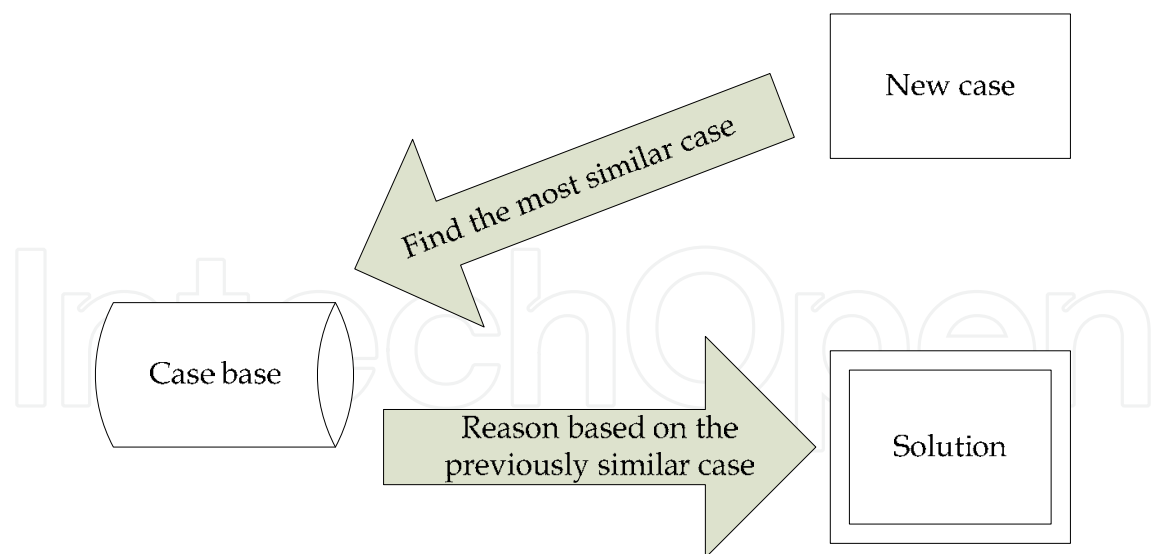 New case
Find the most similar case
IntechOpen
Case base
Reason based on the
previously similar case
Solution